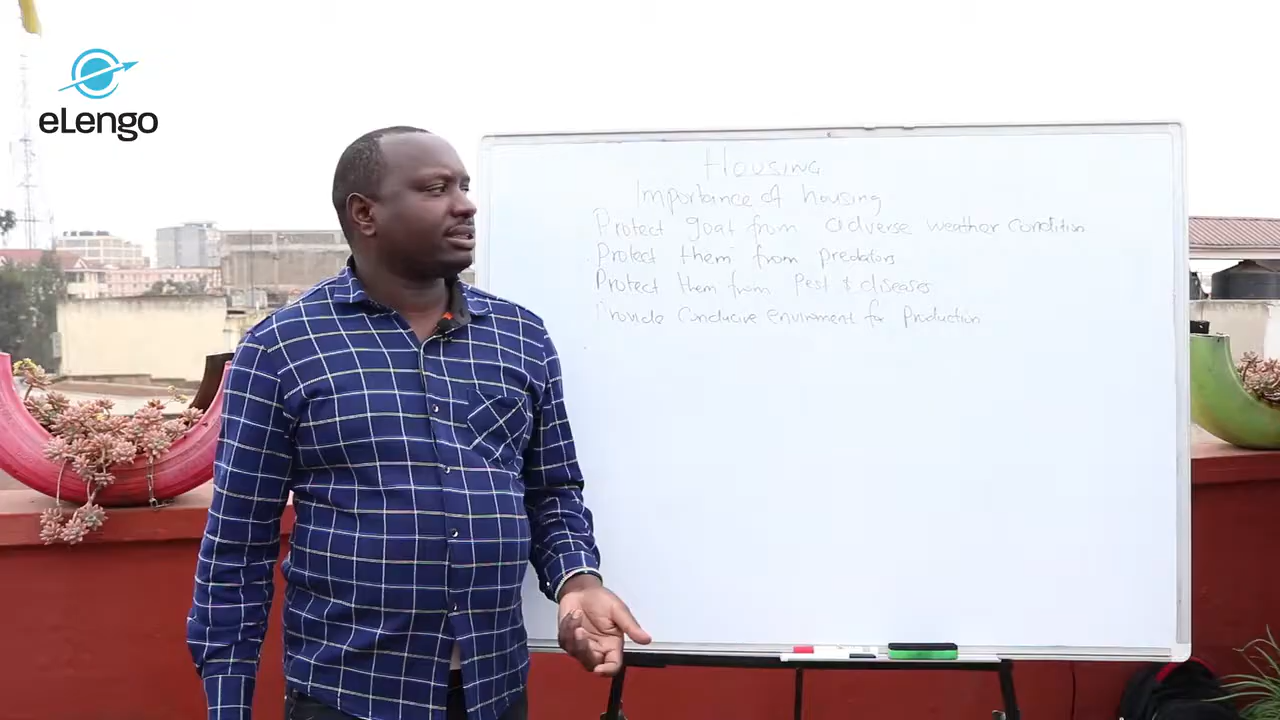 eLengo
Housing
Importance of housing
Protect goat from adverse weather condition
Protect them from predators
Protect them from Pest & diseases
Provide Conducive enviroment for Production